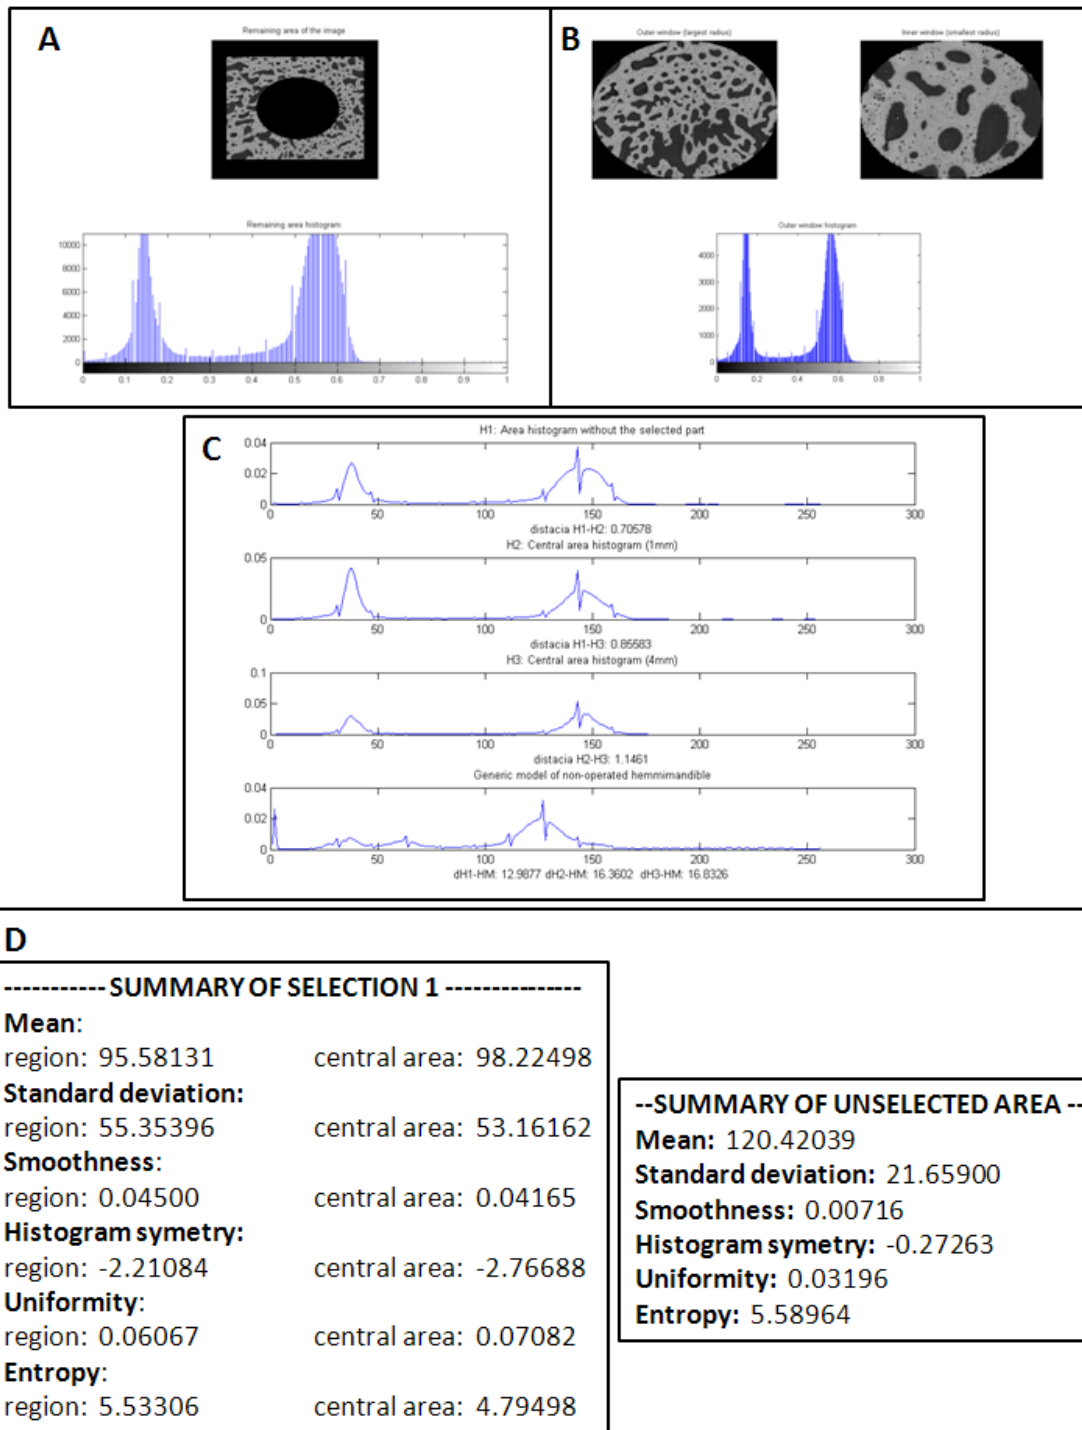 A
Remaining area of the image
Remaining area histogram
10000
8000
6000
4000
2000
0
0 0.1 0.2 0.3 0.4 0.5 0.6 0.7 0.8 0.9 1
B
Outer window (largest radius)
Inner window (smallest radius)
Outer window histogram
4000
3000
2000
1000
0
0 0.2 0.4 0.6 0.8 1
C
H1: Area histogram without the selected part
0.04
0.02
0
0 50 100 150 200 250 300
distacia H1-H2: 0.70578
H2: Central area histogram (1mm)
0.05
0
0 50 100 150 200 250 300
distacia H1-H3: 0.85583
H3: Central area histogram (4mm)
0.1
0.05
0
0 50 100 150 200 250 300
distacia H2-H3: 1.1461
Generic model of non-operated hemmimandible
0.04
0.02
0
0 50 100 150 200 250 300
dH1-HM: 12.9877 dH2-HM: 16.3602 dH3-HM: 16.8326
D
----------- SUMMARY OF SELECTION 1 ---------------
Mean:
region: 95.58131 central area: 98.22498
Standard deviation:
region: 55.35396 central area: 53.16162
Smoothness:
region: 0.04500 central area: 0.04165
Histogram symetry:
region: -2.21084 central area: -2.76688
Uniformity:
region: 0.06067 central area: 0.07082
Entropy:
region: 5.53306 central area: 4.79498
--SUMMARY OF UNSELECTED AREA --
Mean: 120.42039
Standard deviation: 21.65900
Smoothness: 0.00716
Histogram symetry: -0.27263
Uniformity: 0.03196
Entropy: 5.58964